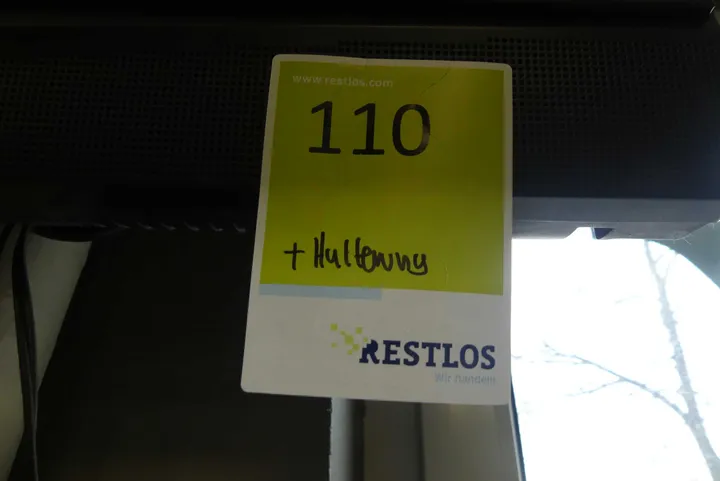 www.restlos.com
110
+ Halterung
RESTLOS
Wir handeln